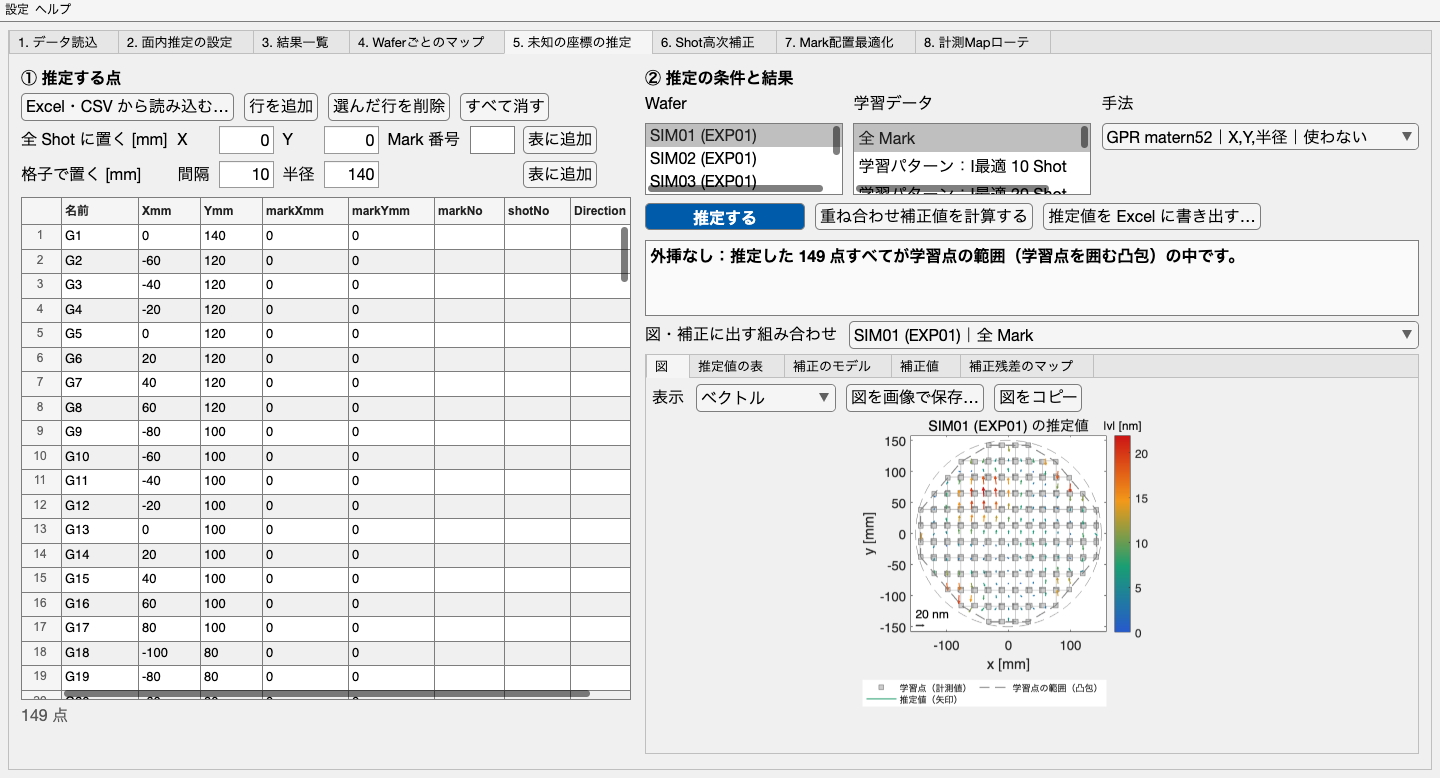 設定 ヘルプ
1. データ読込 2. 面内推定の設定 3. 結果一覧 4. Waferごとのマップ 5. 未知の座標の推定 6. Shot高次補正 7. Mark配置最適化 8. 計測Mapローテ
① 推定する点
Excel・CSV から読み込む... 行を追加 選んだ行を削除 すべて消す
全 Shot に置く [mm] X 0 Y 0 Mark 番号 表に追加
格子で置く [mm] 間隔 10 半径 140 表に追加
名前 Xmm Ymm markXmm markYmm markNo shotNo Direction
1 G1 0 140 0 0
2 G2 -60 120 0 0
3 G3 -40 120 0 0
4 G4 -20 120 0 0
5 G5 0 120 0 0
6 G6 20 120 0 0
7 G7 40 120 0 0
8 G8 60 120 0 0
9 G9 -80 100 0 0
10 G10 -60 100 0 0
11 G11 -40 100 0 0
12 G12 -20 100 0 0
13 G13 0 100 0 0
14 G14 20 100 0 0
15 G15 40 100 0 0
16 G16 60 100 0 0
17 G17 80 100 0 0
18 G18 -100 80 0 0
19 G19 -80 80 0 0
149 点
② 推定の条件と結果
Wafer 学習データ 手法
SIM01 (EXP01)
SIM02 (EXP01)
SIM03 (EXP01)
全 Mark
学習パターン：I最適 10 Shot
学習パターン：I最適 20 Shot
GPR matern52｜X,Y,半径｜使わない
推定する 重ね合わせ補正値を計算する 推定値を Excel に書き出す...
外挿なし：推定した 149 点すべてが学習点の範囲（学習点を囲む凸包）の中です。
図・補正に出す組み合わせ SIM01 (EXP01)｜全 Mark
図 推定値の表 補正のモデル 補正値 補正残差のマップ
表示 ベクトル 図を画像で保存... 図をコピー
SIM01 (EXP01) の推定値 |v| [nm]
150
100
50
0
-50
-100
-150
y [mm]
20 nm
-100 0 100
x [mm]
20
15
10
5
0
学習点（計測値） 学習点の範囲（凸包）
推定値（矢印）